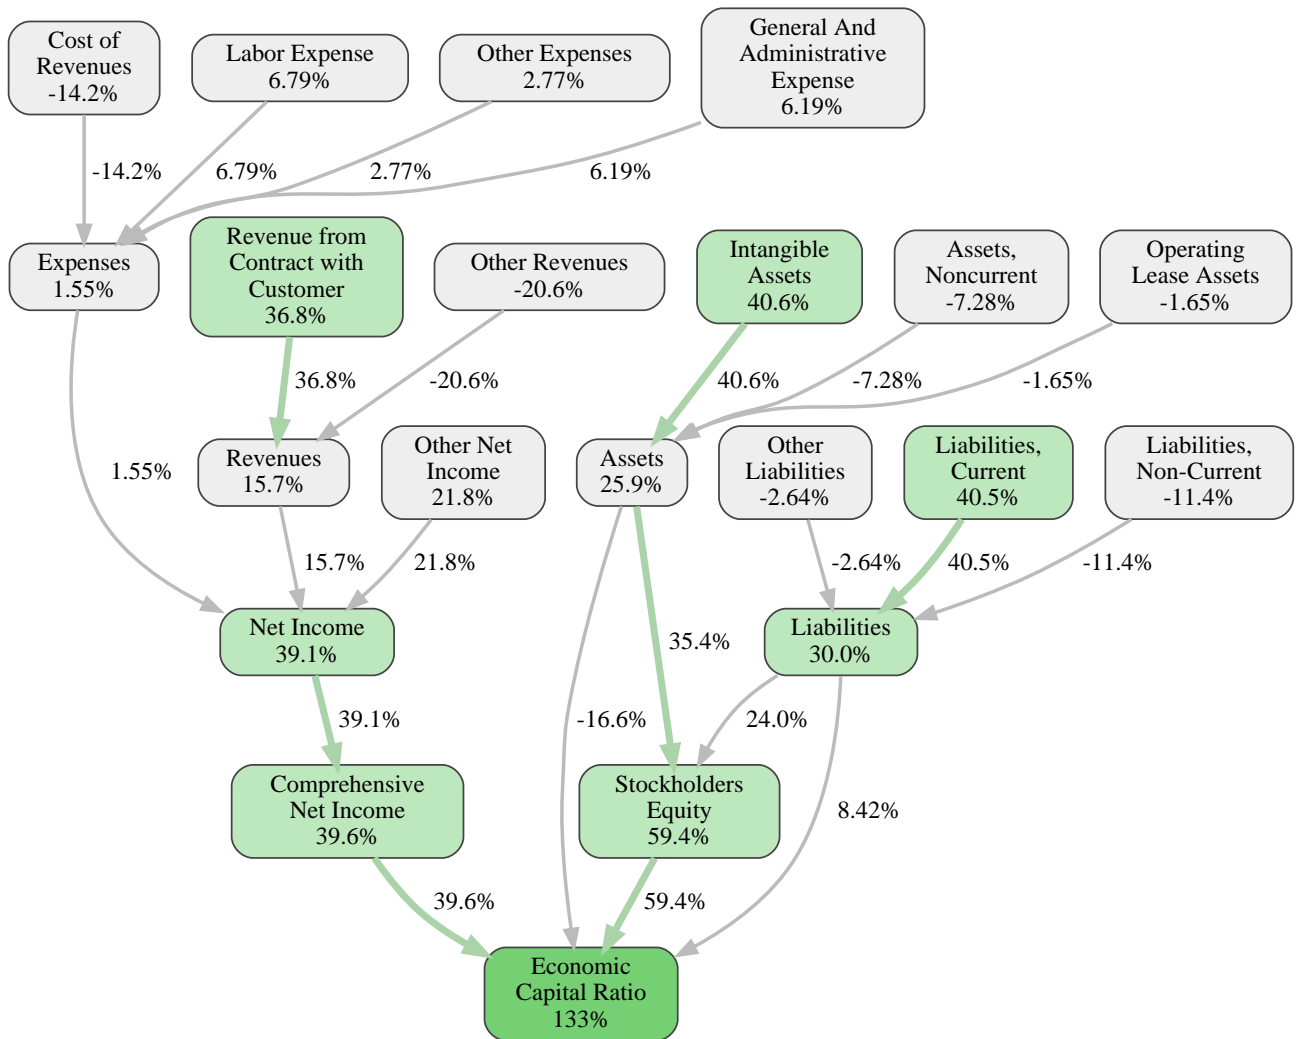 Cost of
Revenues
-14.2%
Labor Expense
6.79%
Other Expenses
2.77%
General And
Administrative
Expense
6.19%
-14.2%
6.79%
2.77%
6.19%
Expenses
1.55%
Revenue from
Contract with
Customer
36.8%
Other Revenues
-20.6%
Intangible
Assets
40.6%
Assets,
Noncurrent
-7.28%
Operating
Lease Assets
-1.65%
36.8%
-20.6%
40.6%
-7.28%
-1.65%
1.55%
Revenues
15.7%
Other Net
Income
21.8%
Assets
25.9%
Other
Liabilities
-2.64%
Liabilities,
Current
40.5%
Liabilities,
Non-Current
-11.4%
15.7%
21.8%
-2.64%
40.5%
-11.4%
Net Income
39.1%
35.4%
Liabilities
30.0%
39.1%
-16.6%
24.0%
Comprehensive
Net Income
39.6%
Stockholders
Equity
59.4%
8.42%
39.6%
59.4%
Economic
Capital Ratio
133%